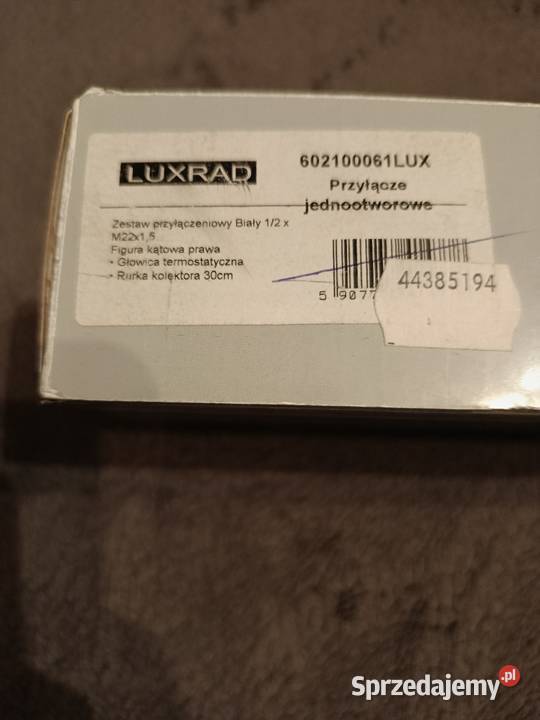 LUXRAD
602100061LUX
Przyłącze
jednootworowe
Zestaw przyłączeniowy Biały 1/2 x
M22x1,5
Figura kątowa prawa
• Głowica termostatyczna
• Rurka kolektora 30cm
5 9077
44385194
Sprzedajemy.pl